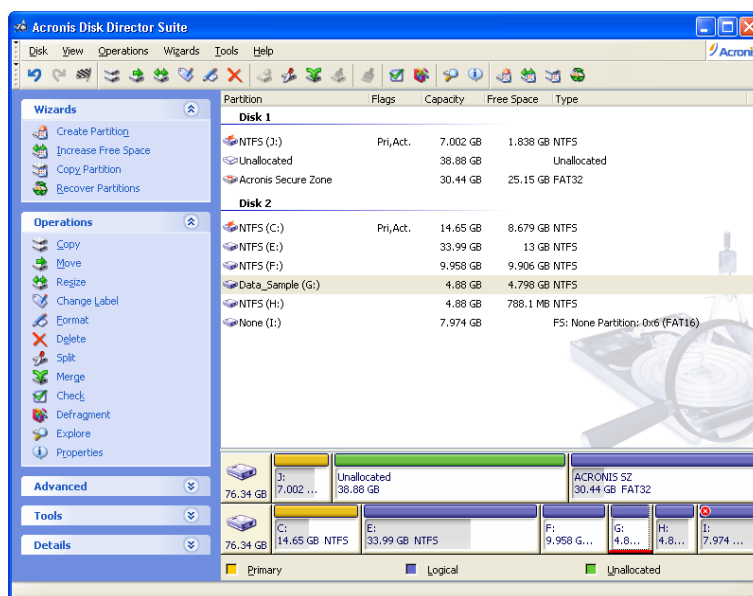 Acronis Disk Director Suite
Disk View Operations Wizards Tools Help
Acroni
Wizards
Create Partition
Increase Free Space
Copy Partition
Recover Partitions
Operations
Copy
Move
Resize
Change Label
Format
Delete
Split
Merge
Check
Defragment
Explore
Properties
Advanced
Tools
Details
Partition Flags Capacity Free Space Type
Disk 1
NTFS (J:) Pri,Act. 7.002 GB 1.838 GB NTFS
Unallocated 38.88 GB Unallocated
Acronis Secure Zone 30.44 GB 25.15 GB FAT32
Disk 2
NTFS (C:) Pri,Act. 14.65 GB 8.679 GB NTFS
NTFS (E:) 33.99 GB 13 GB NTFS
NTFS (F:) 9.958 GB 9.906 GB NTFS
Data_Sample (G:) 4.88 GB 4.798 GB NTFS
NTFS (H:) 4.88 GB 788.1 MB NTFS
None (I:) 7.974 GB FS: None Partition: 0x6 (FAT16)
76.34 GB
J:
7.002 ...
Unallocated
38.88 GB
ACRONIS SZ
30.44 GB FAT32
76.34 GB
C:
14.65 GB NTFS
E:
33.99 GB NTFS
F:
9.958 G...
G:
4.8...
H:
4.8...
I:
7.974 ...
Primary Logical Unallocated